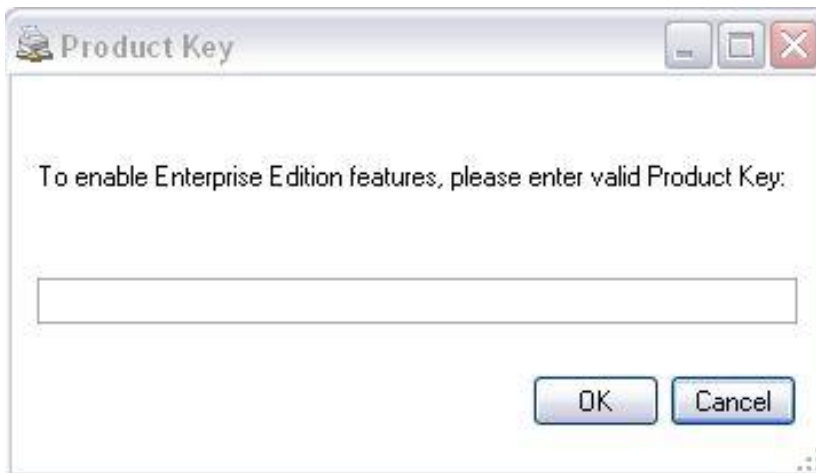 Product Key
To enable Enterprise Edition features, please enter valid Product Key:
OK Cancel